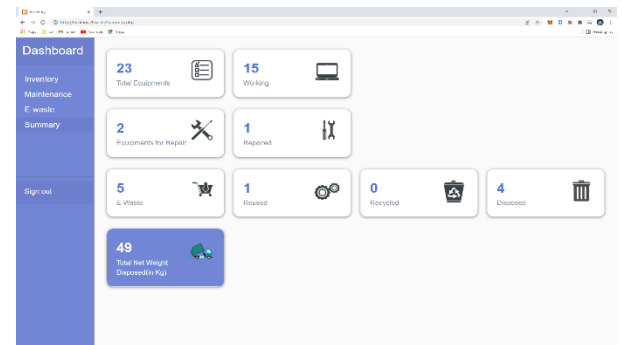 Inventory
Dashboard
Inventory
Maintenance
E waste
Summary
Sign out
23
Total Equipments
15
Working
2
Equipments for Repair
1
Repaired
5
E-Waste
1
Reused
0
Recycled
4
Disposed
49
Total Net Weight
Disposed(in Kg)